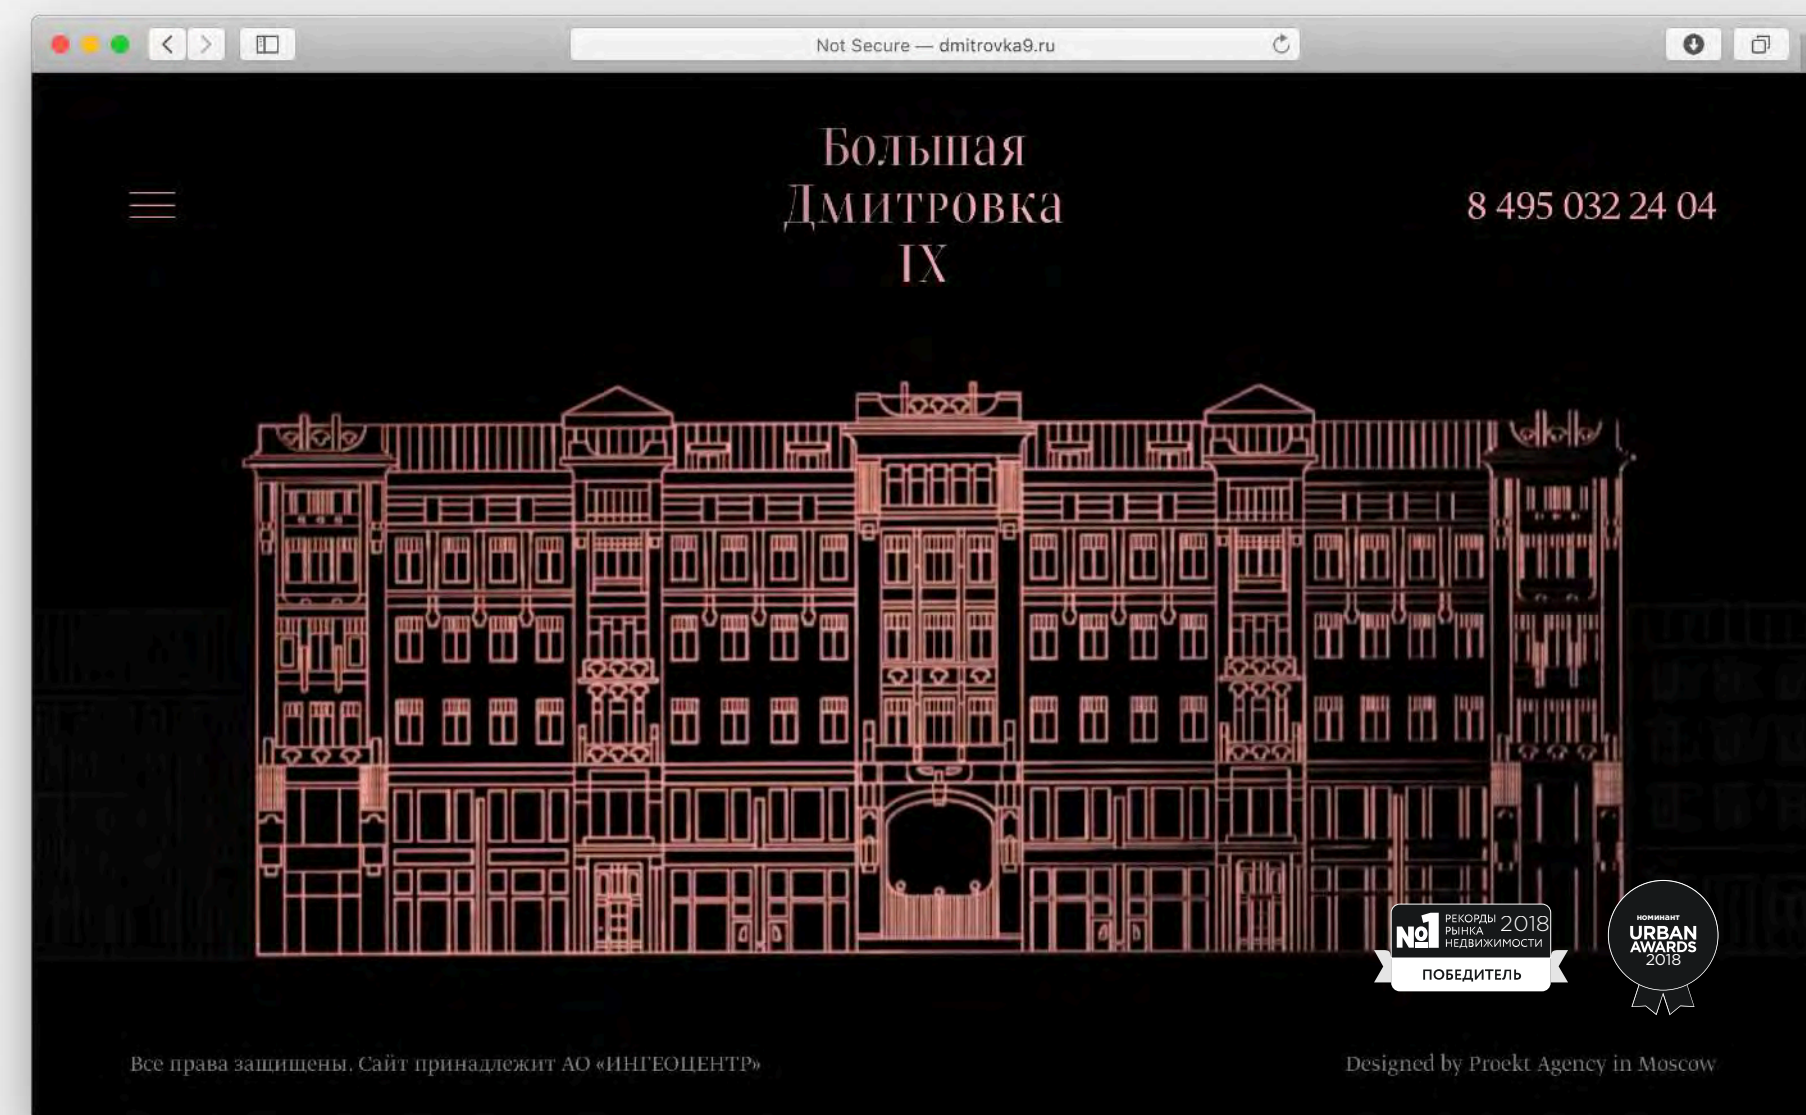 Not Secure — dmitrovka9.ru
Большая
Дмитровка
IX
8 495 032 24 04
№1 РЕКОРДЫ 2018
РЫНКА
НЕДВИЖИМОСТИ
ПОБЕДИТЕЛЬ
НОМИНАНТ
URBAN
AWARDS
2018
Все права защищены. Сайт принадлежит АО «ИНГЕОЦЕНТР»
Designed by Proekt Agency in Moscow